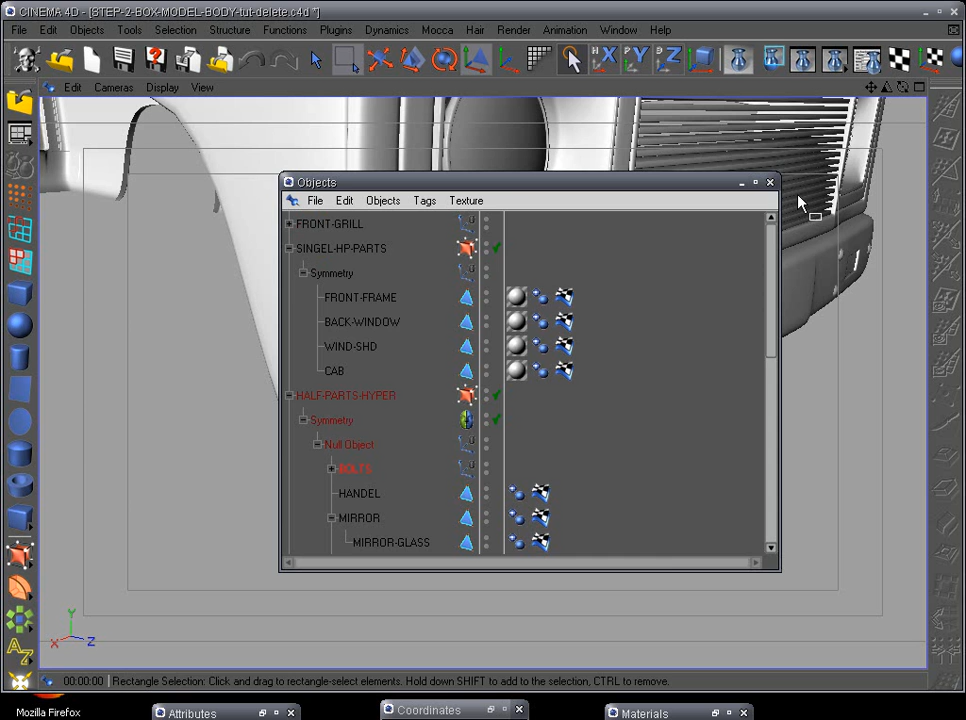 CINEMA 4D - [STEP-2-BOX-MODEL-BODY-tut-delete.c4d *]
File Edit Objects Tools Selection Structure Functions Plugins Dynamics Mocca Hair Render Animation Window Help
X Y Z
Edit Cameras Display View
Objects
File Edit Objects Tags Texture
FRONT-GRILL
SINGEL-HP-PARTS
Symmetry
FRONT-FRAME
BACK-WINDOW
WIND-SHD
CAB
HALF-PARTS-HYPER
Symmetry
Null Object
BOLTS
HANDEL
MIRROR
MIRROR-GLASS
Y
X Z
00:00:00 Rectangle Selection: Click and drag to rectangle-select elements. Hold down SHIFT to add to the selection, CTRL to remove.
Mozilla Firefox Attributes Coordinates Materials